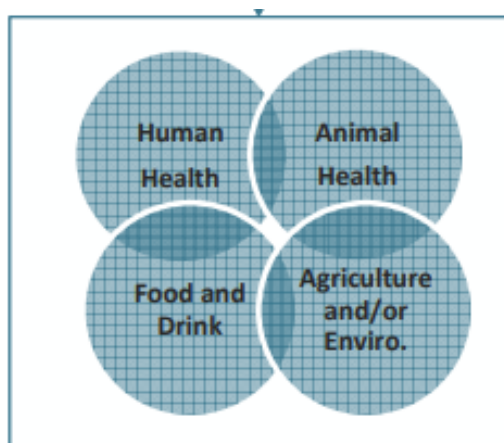 Human
Health
Animal
Health
Food and
Drink
Agriculture
and/or
Enviro.